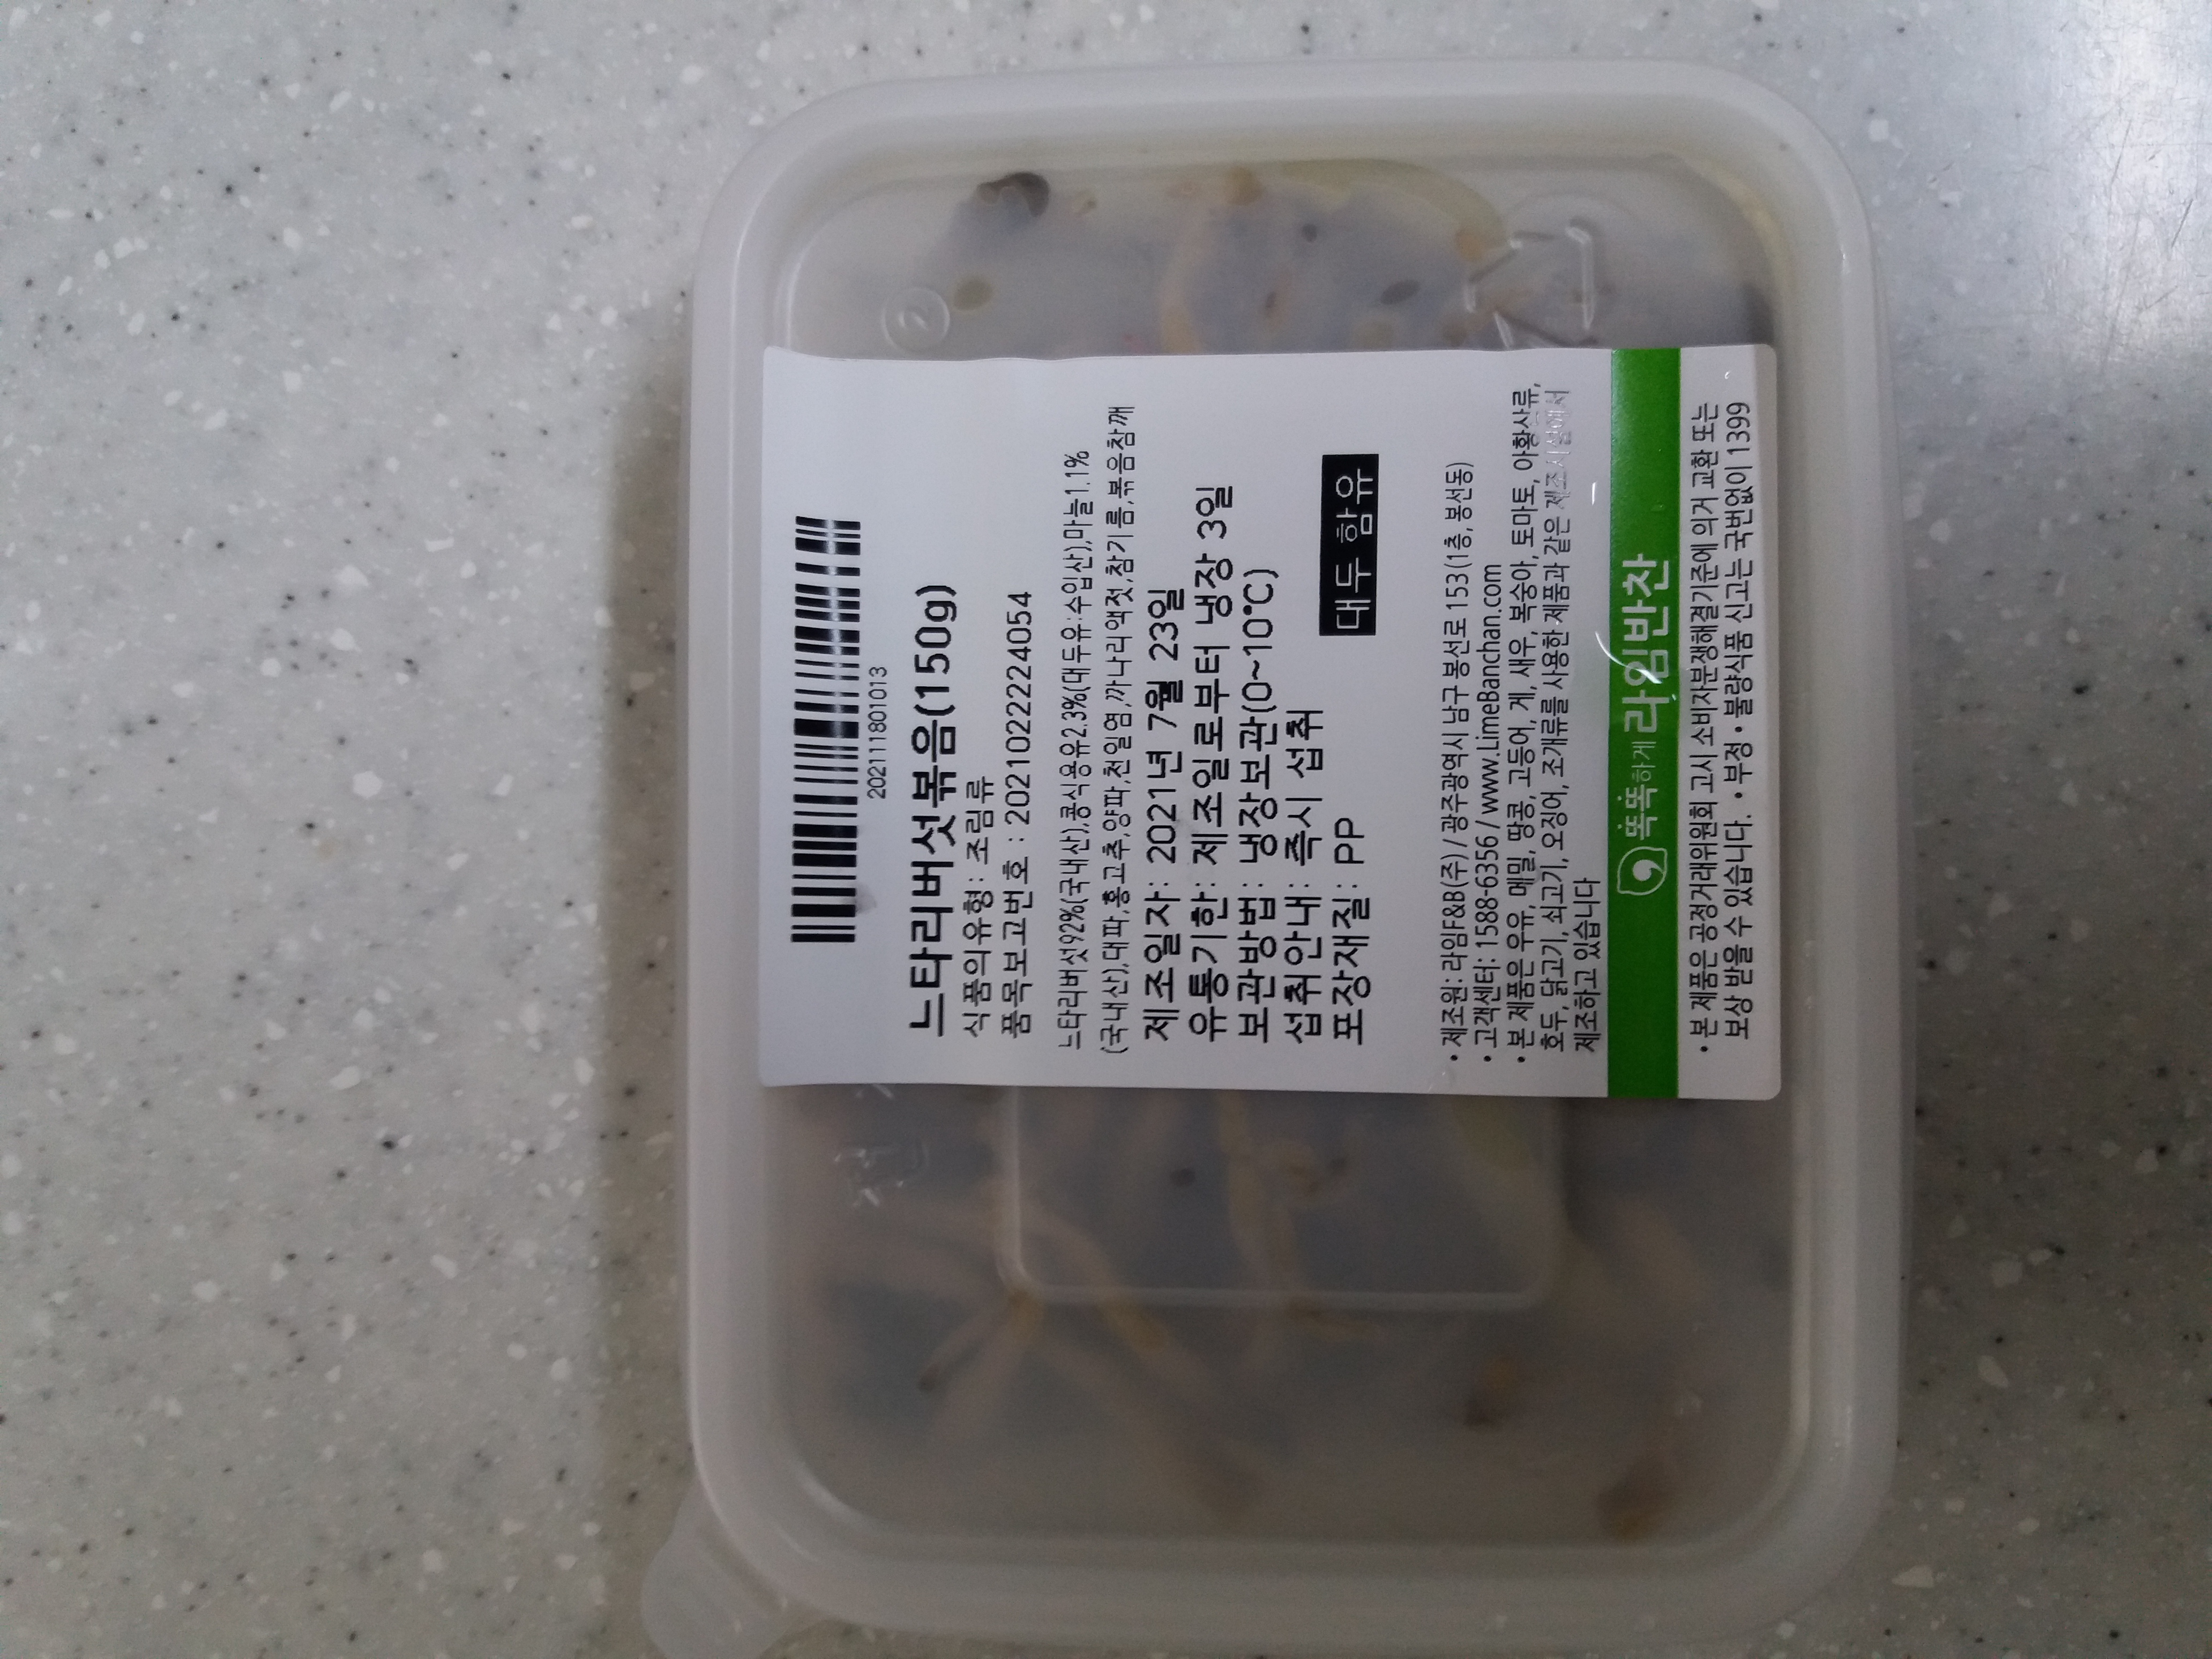 2021118010​13
느타리버섯볶음(150g)
식품의유형: 조림류
품목보고번호 : 2021022224054
느타리버섯92%(국내산),콩식용유2.3%(대두유:수입산),마늘1.1%
(국내산),대파,홍고추,양파,천일염,까나리액젓,참기름,볶음참깨
제조일자: 2021년 7월 23일
유통기한: 제조일로부터 냉장 3일
보관방법: 냉장보관(0~10℃)
섭취안내: 즉시 섭취
포장재질: PP
대두 함유
• 제조원: 라임F&B(주) / 광주광역시 남구 봉선로 153(1층, 봉선동)
• 고객센터: 1588-6356 / www.LimeBanchan.com
• 본 제품은 우유, 메밀, 땅콩, 고등어, 게, 새우, 복숭아, 토마토, 아황산류,
호두, 닭고기, 쇠고기, 오징어, 조개류를 사용한 제품과 같은 제조시설에서
제조하고 있습니다
똑똑하게 라임반찬
• 본 제품은 공정거래위원회 고시 소비자분쟁해결기준에 의거 교환 또는
보상 받을 수 있습니다. • 부정 • 불량식품 신고는 국번없이 1399